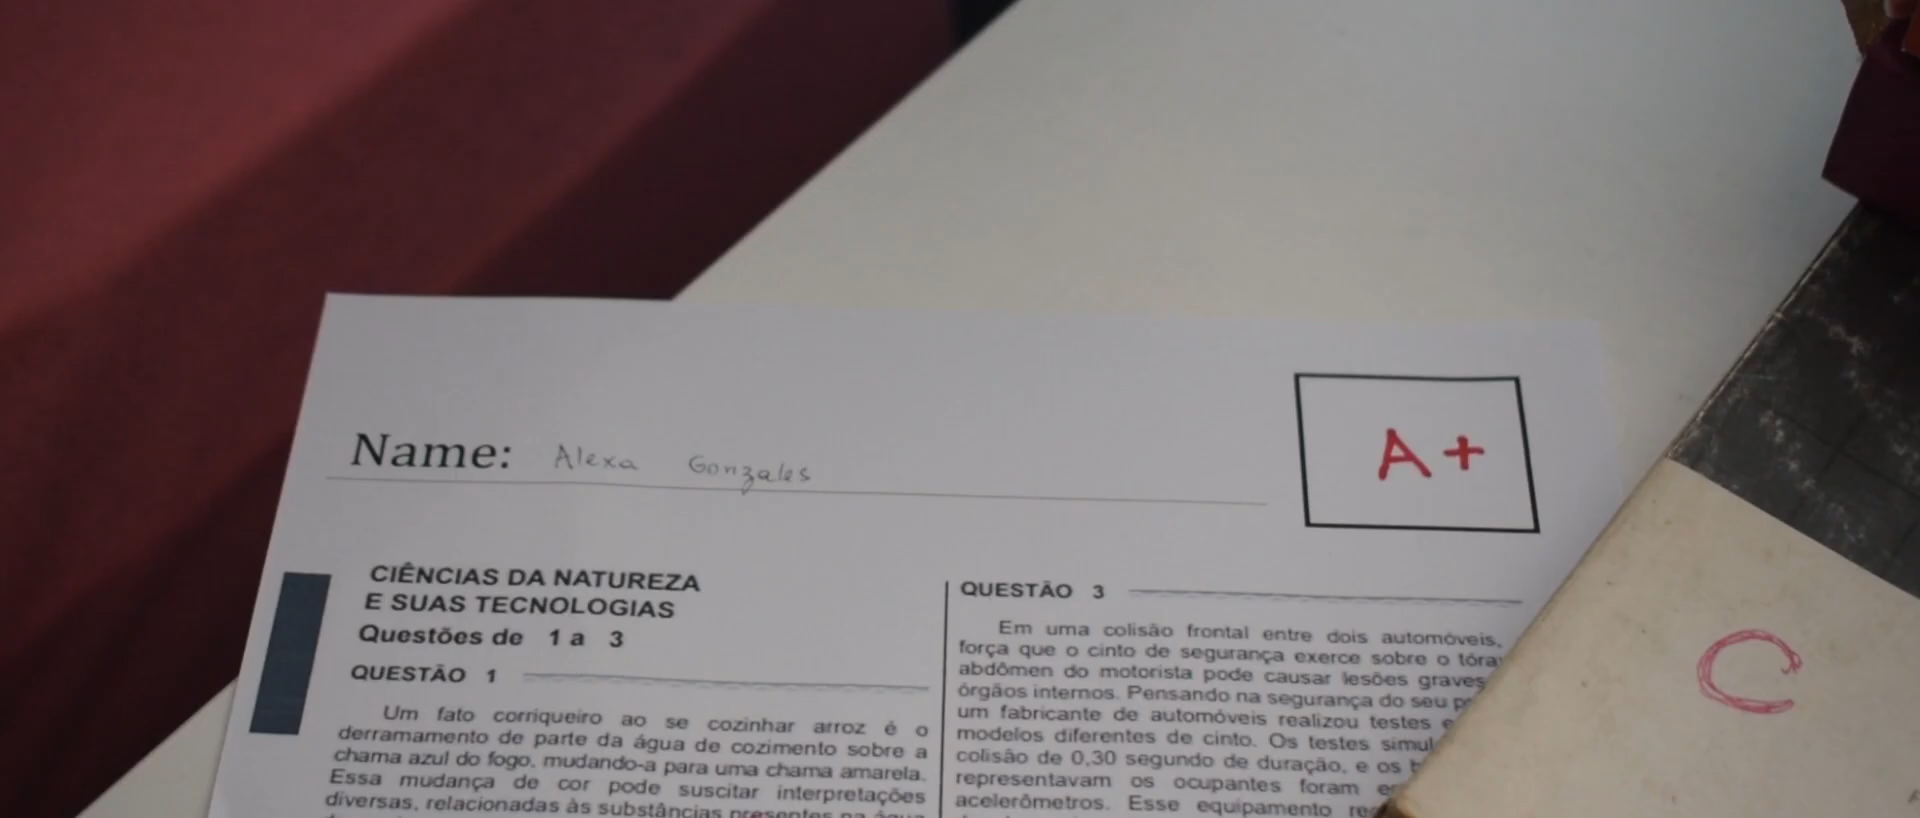 Name: Alexa Gonzales
A+
CIÊNCIAS DA NATUREZA
E SUAS TECNOLOGIAS
Questões de 1 a 3
QUESTÃO 1
Um fato corriqueiro ao se cozinhar arroz é o
derramamento de parte da água de cozimento sobre a
chama azul do fogo, mudando-a para uma chama amarela.
Essa mudança de cor pode suscitar interpretações
diversas, relacionadas às substâncias presentes na água
QUESTÃO 3
Em uma colisão frontal entre dois automóveis,
força que o cinto de segurança exerce sobre o
abdômen do motorista pode causar lesões graves
órgãos internos. Pensando na segurança do seu
um fabricante de automóveis realizou testes
modelos diferentes de cinto. Os testes
colisão de 0,30 segundo de duração, e os
representavam os ocupantes foram
acelerômetros. Esse equipamento
C